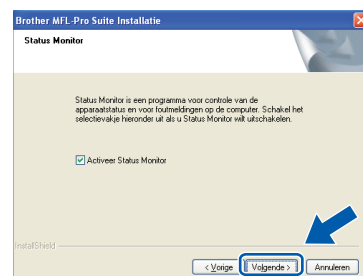 Brother MFL-Pro Suite Installatie
Status Monitor
Status Monitor is een programma voor controle van de
apparaatstatus en voor foutmeldingen op de computer. Schakel het
selectievakje hieronder uit als u Status Monitor wilt uitschakelen.
Activeer Status Monitor
InstallShield
< Vorige Volgende > Annuleren